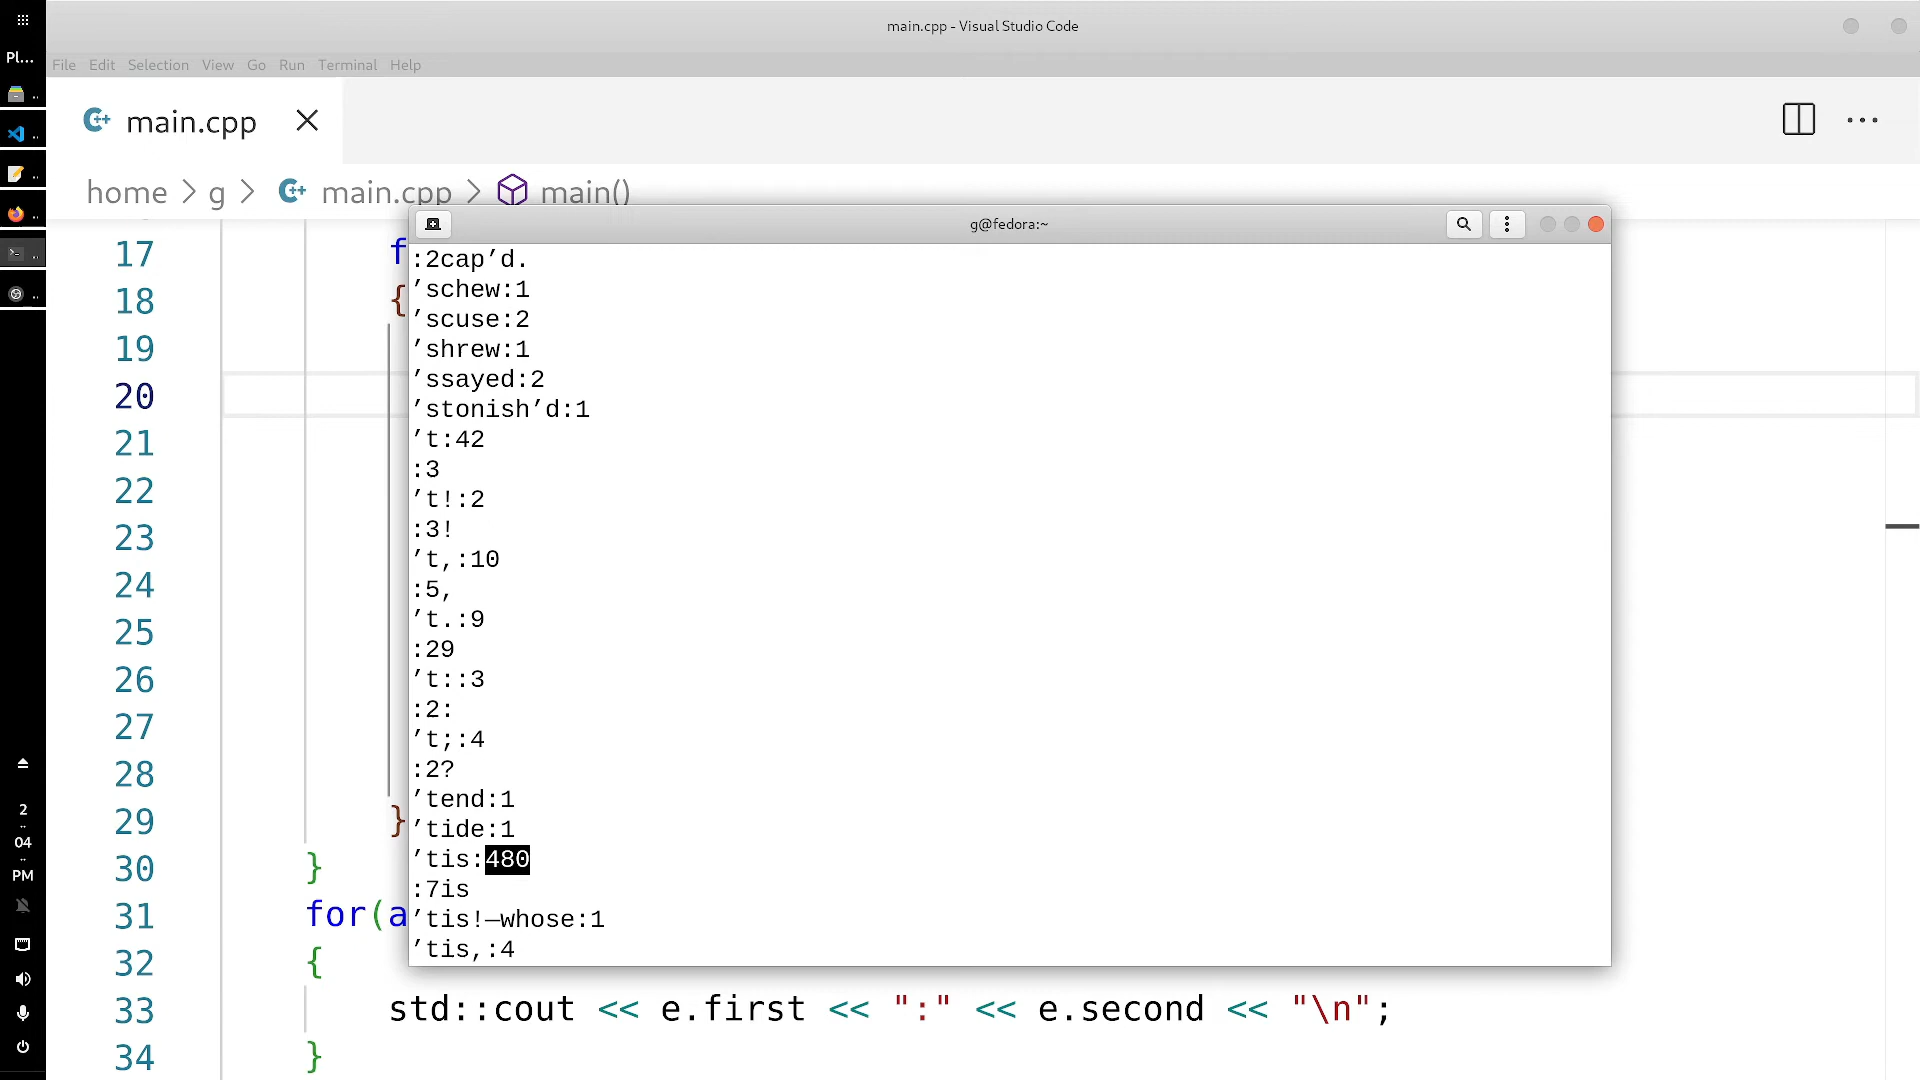 main.cpp - Visual Studio Code
Pl...
File Edit Selection View Go Run Terminal Help
main.cpp
home > g > main.cpp > main()
g@fedora:~
17 f
18 {
19
20
21
22
23
24
25
26
27
28
29 }
30 }
31 for(a
32 {
33 std::cout << e.first << ":" << e.second << "\n";
34 }
:2cap’d.
’schew:1
’scuse:2
’shrew:1
’ssayed:2
’stonish’d:1
’t:42
:3
’t!:2
:3!
’t,:10
:5,
’t.:9
:29
’t::3
:2:
’t;:4
:2?
’tend:1
’tide:1
’tis:480
:7is
’tis!—whose:1
’tis,:4
2
04
PM